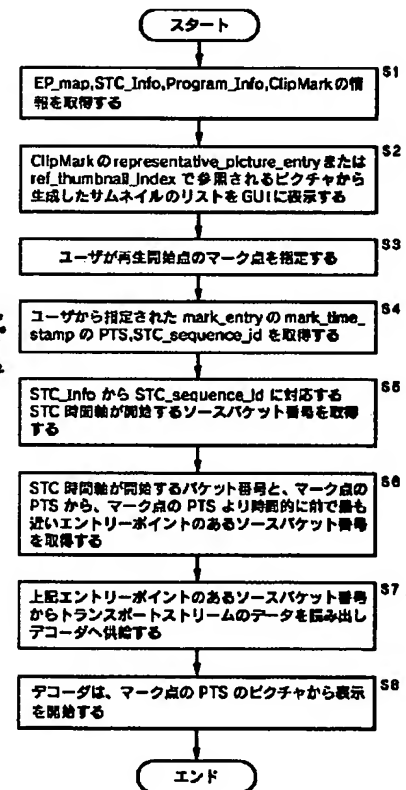 スタート
S1
EP_map,STC_Info,Program_Info,ClipMarkの情
報を取得する
S2
ClipMarkのrepresentative_picture_entryまたは
ref_thumbnail_Indexで参照されるピクチャから
生成したサムネイルのリストをGUIに表示する
S3
ユーザが再生開始点のマーク点を指定する
S4
ユーザから指定されたmark_entryのmark_time_
stampのPTS,STC_sequence_idを取得する
S5
STC_InfoからSTC_sequence_Idに対応する
STC時間軸が開始するソースパケット番号を取得
する
S6
STC時間軸が開始するパケット番号と、マーク点の
PTSから、マーク点のPTSより時間的に前で最も
近いエントリーポイントのあるソースパケット番号
を取得する
S7
上記エントリーポイントのあるソースパケット番号
からトランスポートストリームのデータを読み出し
デコーダへ供給する
S8
デコーダは、マーク点のPTSのピクチャから表示
を開始する
エンド